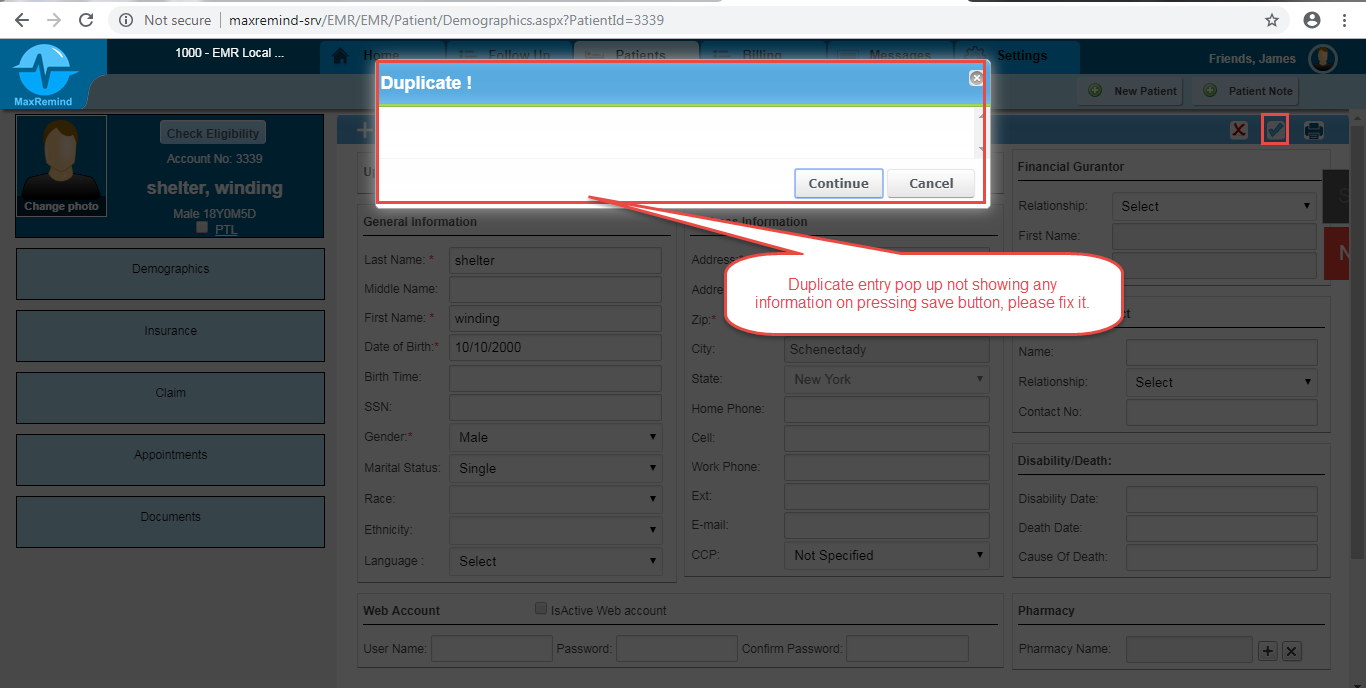 Not secure | maxremind-srv/EMR/EMR/Patient/Demographics.aspx?PatientId=3339
MaxRemind
1000 - EMR Local ...
Home
Follow Up
Patients
Billing
Messages
Settings
Friends, James
New Patient
Patient Note
Duplicate !
Continue
Cancel
Duplicate entry pop up not showing any
information on pressing save button, please fix it.
Change photo
Check Eligibility
Account No: 3339
shelter, winding
Male 18Y0M5D
PTL
Demographics
Insurance
Claim
Appointments
Documents
General Information
Last Name: * shelter
Middle Name:
First Name: * winding
Date of Birth:* 10/10/2000
Birth Time:
SSN:
Gender:* Male
Marital Status: Single
Race:
Ethnicity:
Language : Select
Information
Address
Addre
Zip:*
City: Schenectady
State: New York
Home Phone:
Cell:
Work Phone:
Ext:
E-mail:
CCP: Not Specified
Financial Gurantor
Relationship: Select
First Name:
Name:
Relationship: Select
Contact No:
Disability/Death:
Disability Date:
Death Date:
Cause Of Death:
Web Account
IsActive Web account
User Name:
Password:
Confirm Password:
Pharmacy
Pharmacy Name: